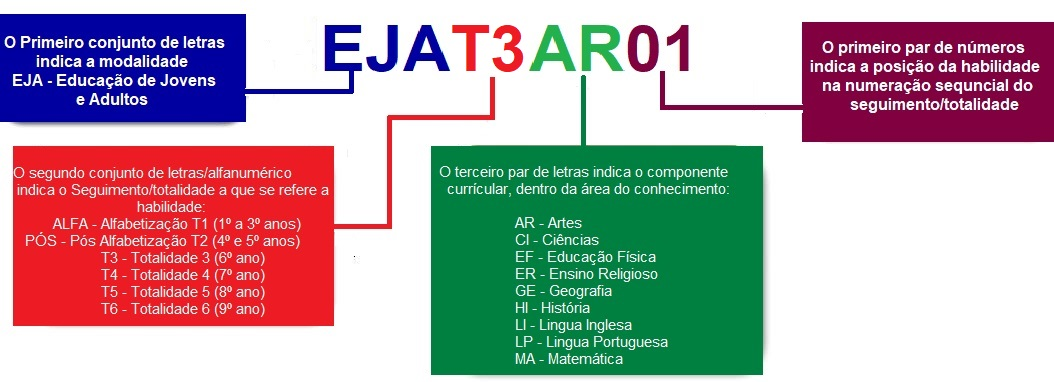 EJAT3AR01
O Primeiro conjunto de letras
indica a modalidade
EJA - Educação de Jovens
e Adultos
O primeiro par de números
indica a posição da habilidade
na numeração sequncial do
seguimento/totalidade
O segundo conjunto de letras/alfanumérico
indica o Seguimento/totalidade a que se refere a
habilidade:
ALFA - Alfabetização T1 (1º a 3º anos)
PÓS - Pós Alfabetização T2 (4º e 5º anos)
T3 - Totalidade 3 (6º ano)
T4 - Totalidade 4 (7º ano)
T5 - Totalidade 5 (8º ano)
T6 - Totalidade 6 (9º ano)
O terceiro par de letras indica o componente
currícular, dentro da área do conhecimento:
AR - Artes
CI - Ciências
EF - Educação Física
ER - Ensino Religioso
GE - Geografia
HI - História
LI - Lingua Inglesa
LP - Lingua Portuguesa
MA - Matemática